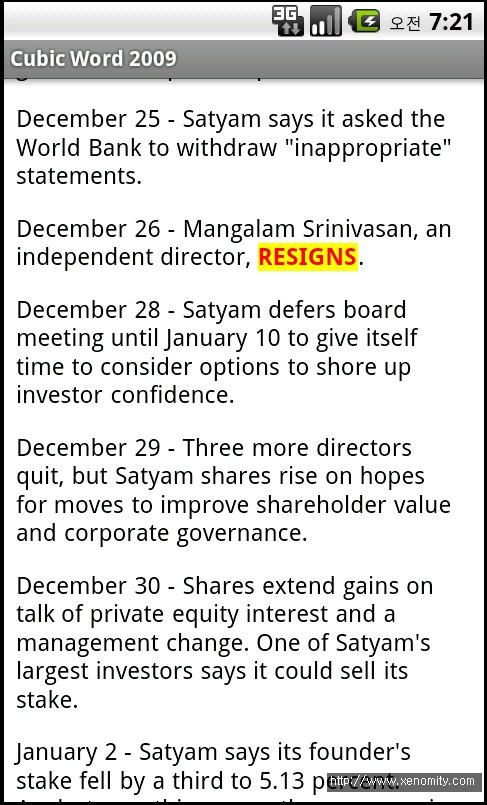 3G 오전 7:21
Cubic Word 2009
December 25 - Satyam says it asked the
World Bank to withdraw "inappropriate"
statements.
December 26 - Mangalam Srinivasan, an
independent director, RESIGNS.
December 28 - Satyam defers board
meeting until January 10 to give itself
time to consider options to shore up
investor confidence.
December 29 - Three more directors
quit, but Satyam shares rise on hopes
for moves to improve shareholder value
and corporate governance.
December 30 - Shares extend gains on
talk of private equity interest and a
management change. One of Satyam's
largest investors says it could sell its
stake.
January 2 - Satyam says its founder's
stake fell by a third to 5.13 percent.
http://www.xenomity.com